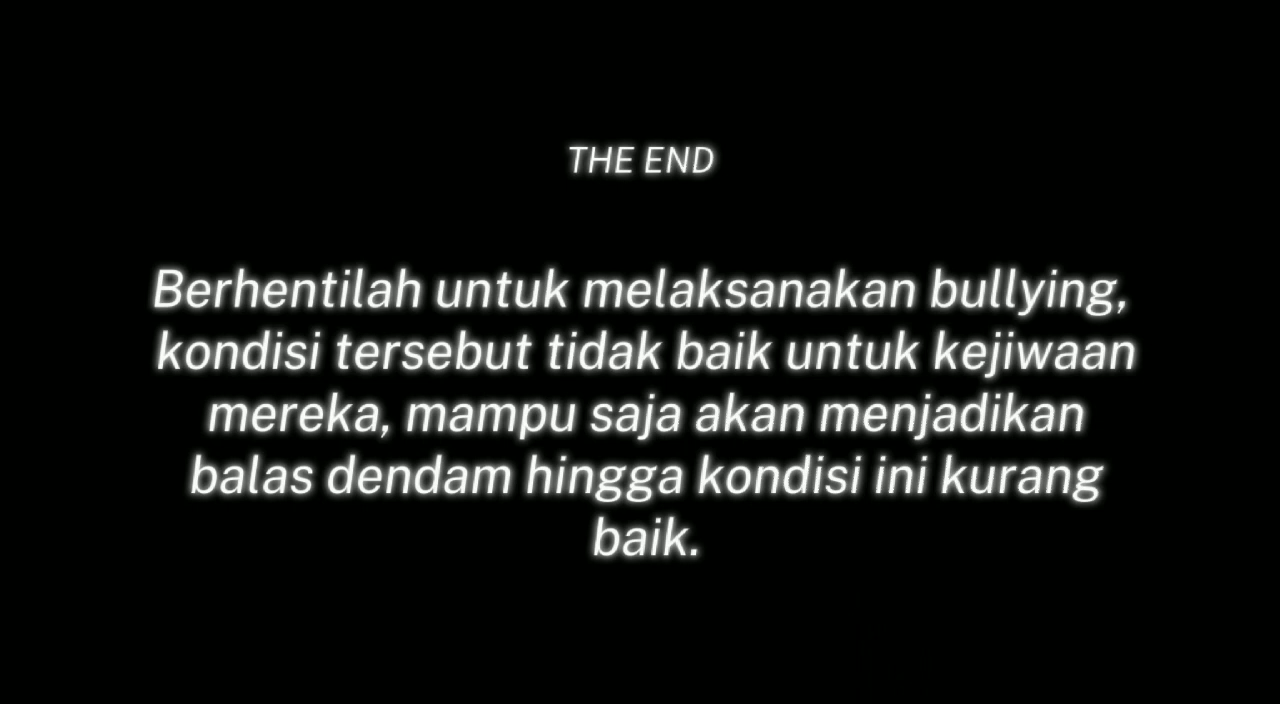 THE END
Berhentilah untuk melaksanakan bullying,
kondisi tersebut tidak baik untuk kejiwaan
mereka, mampu saja akan menjadikan
balas dendam hingga kondisi ini kurang
baik.